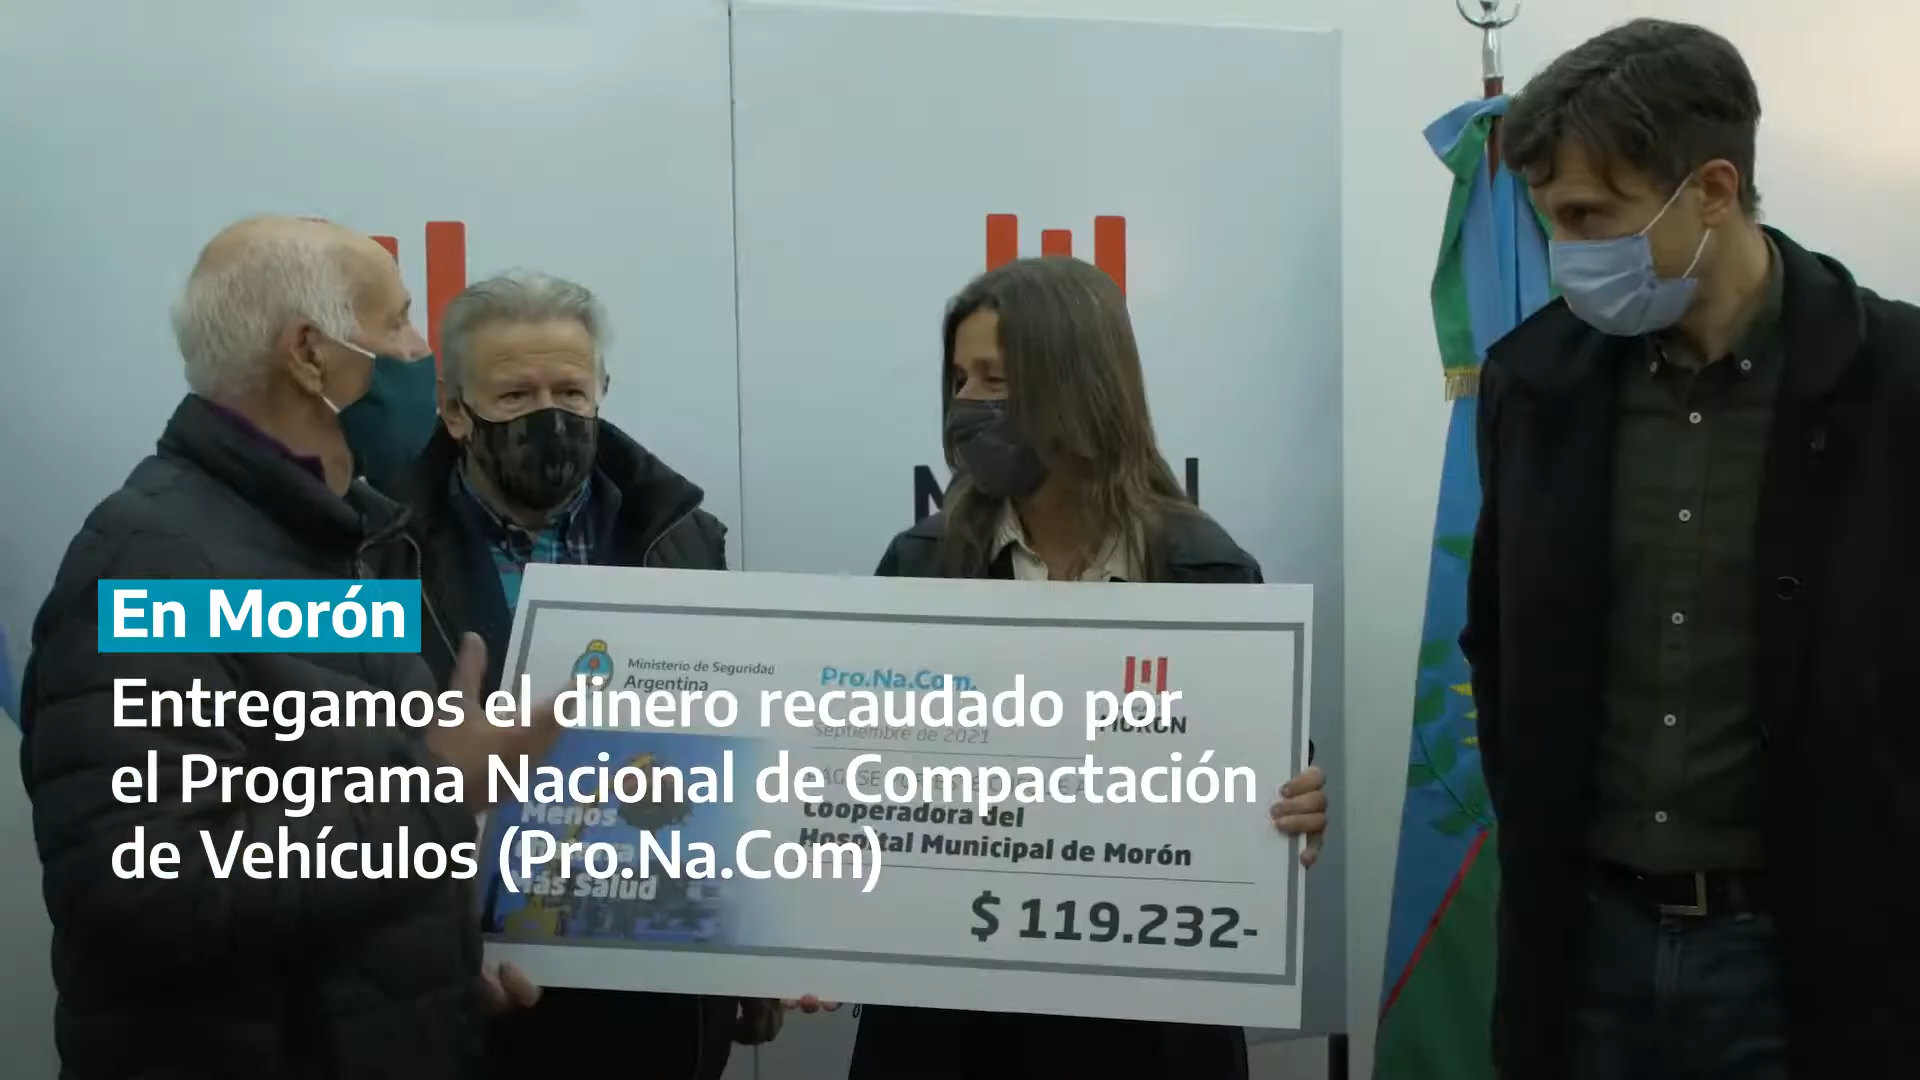 En Morón
Entregamos el dinero recaudado por
el Programa Nacional de Compactación
de Vehículos (Pro.Na.Com)
Ministerio de Seguridad
Argentina
Pro.Na.Com.
MORÓN
Septiembre de 2021
Cooperadora del
Hospital Municipal de Morón
$ 119.232-
Menos
Más Salud